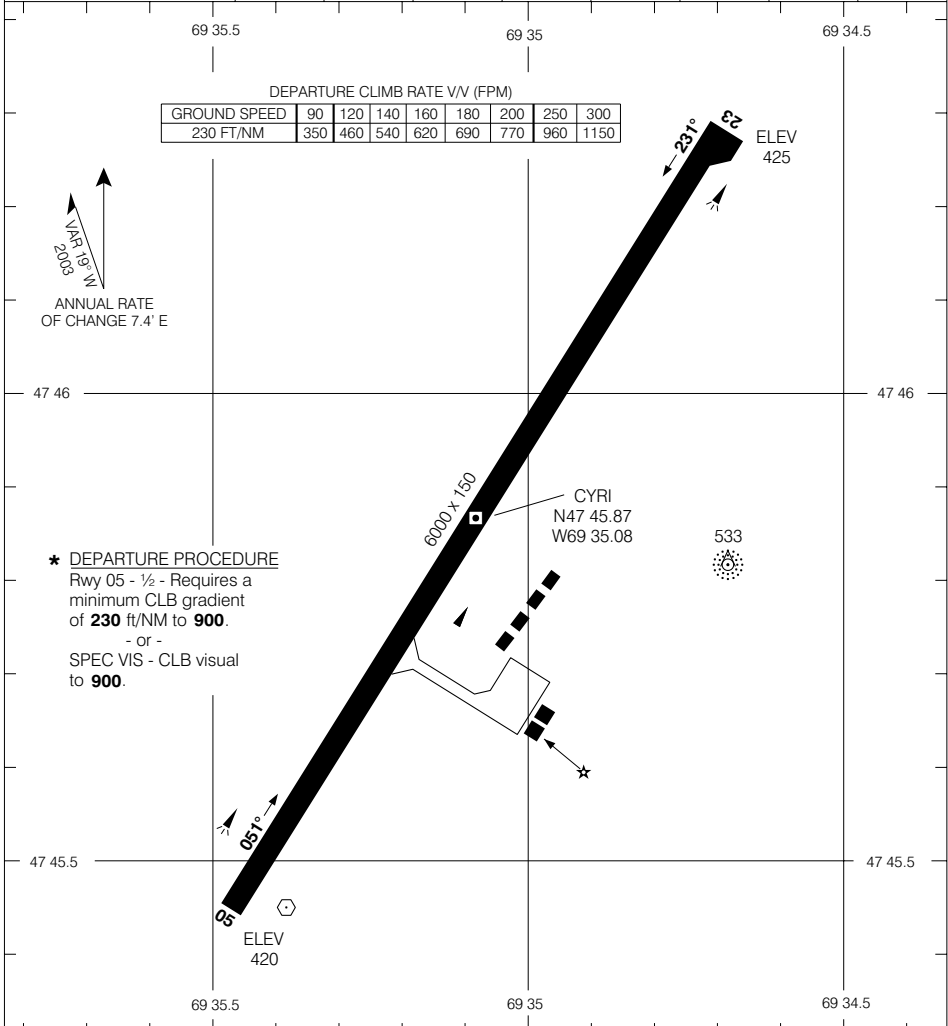 69 35.5 69 35 69 34.5
DEPARTURE CLIMB RATE V/V (FPM)
GROUND SPEED 90 120 140 160 180 200 250 300
230 FT/NM 350 460 540 620 690 770 960 1150
23
231°
ELEV
425
VAR 19° W
2003
ANNUAL RATE
OF CHANGE 7.4' E
47 46 47 46
6000 x 150
CYRI
N47 45.87
W69 35.08
533
* DEPARTURE PROCEDURE
Rwy 05 - ½ - Requires a
minimum CLB gradient
of 230 ft/NM to 900.
- or -
SPEC VIS - CLB visual
to 900.
051°
47 45.5 47 45.5
05
ELEV
420
69 35.5 69 35 69 34.5